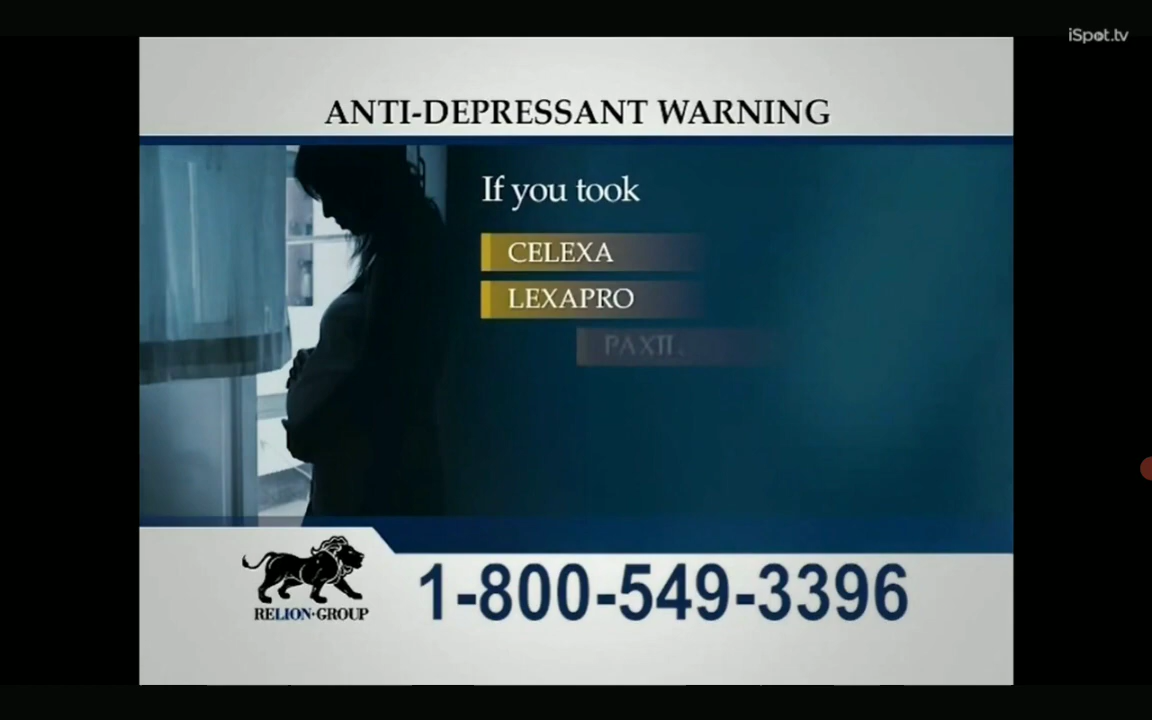 iSpot.tv
ANTI-DEPRESSANT WARNING
If you took
CELEXA
LEXAPRO
PAXIL
RELION·GROUP
1-800-549-3396